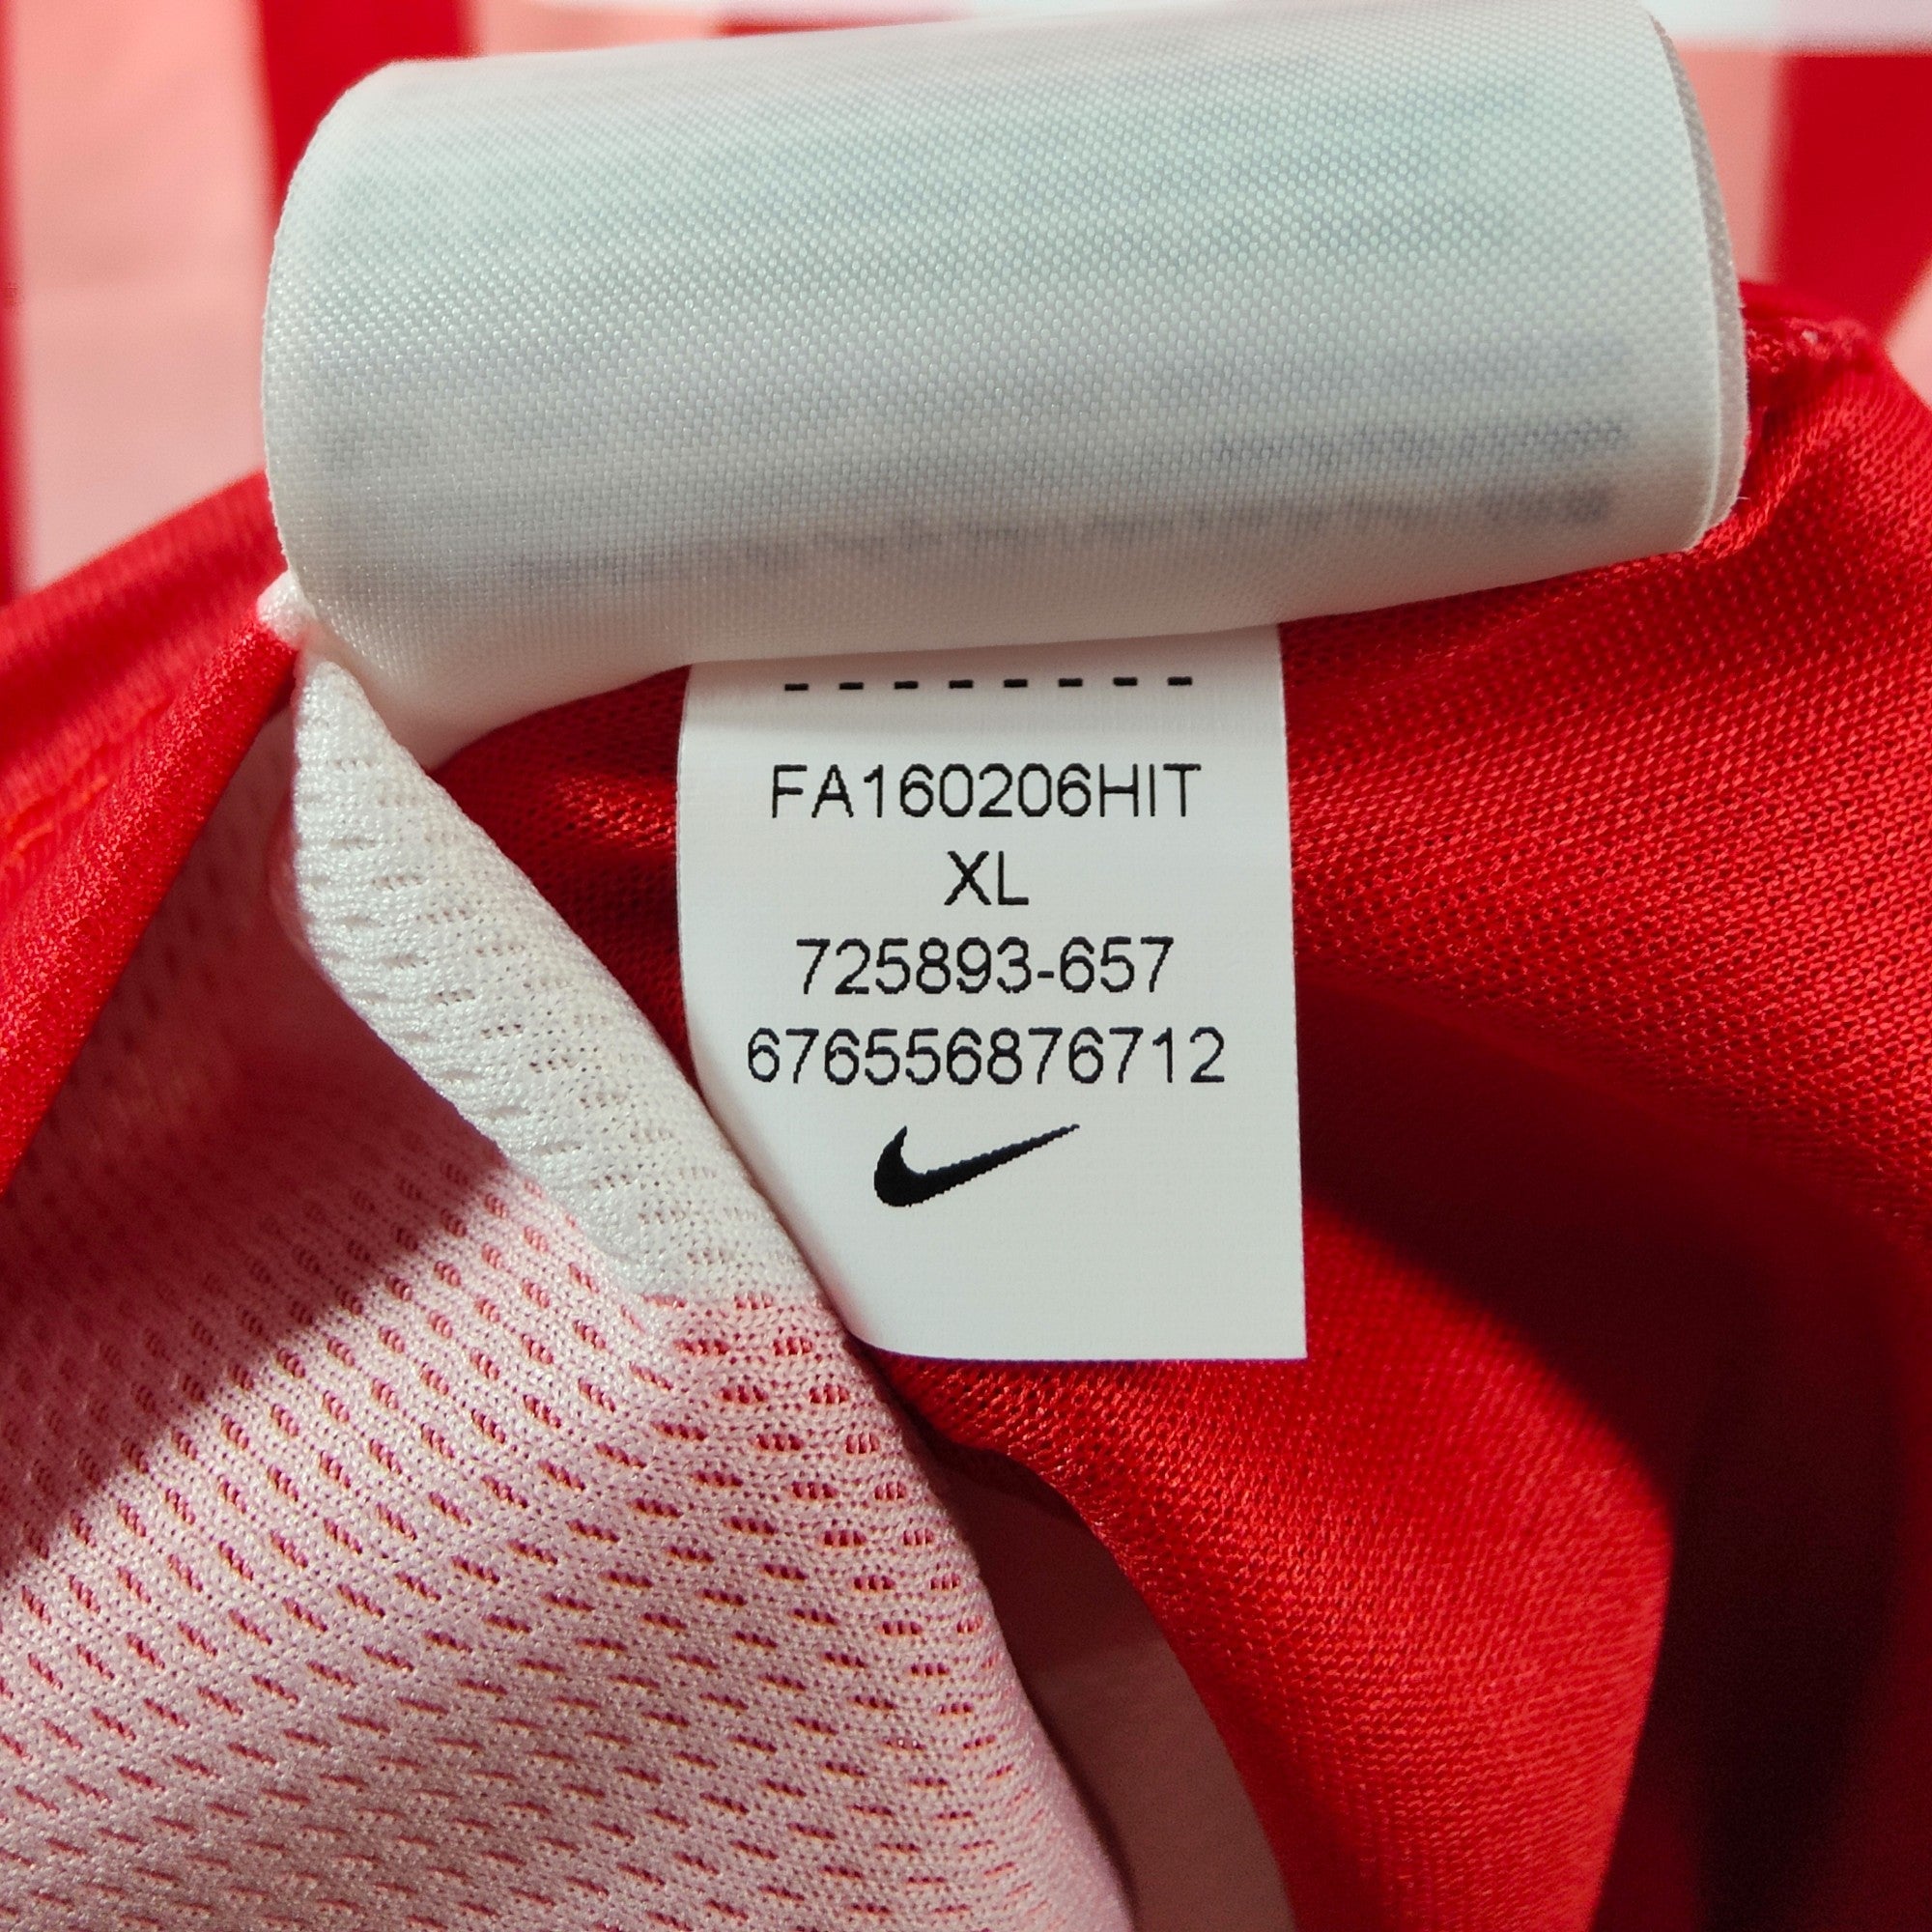 - - - - - - - -
FA160206HIT
XL
725893-657
676556876712